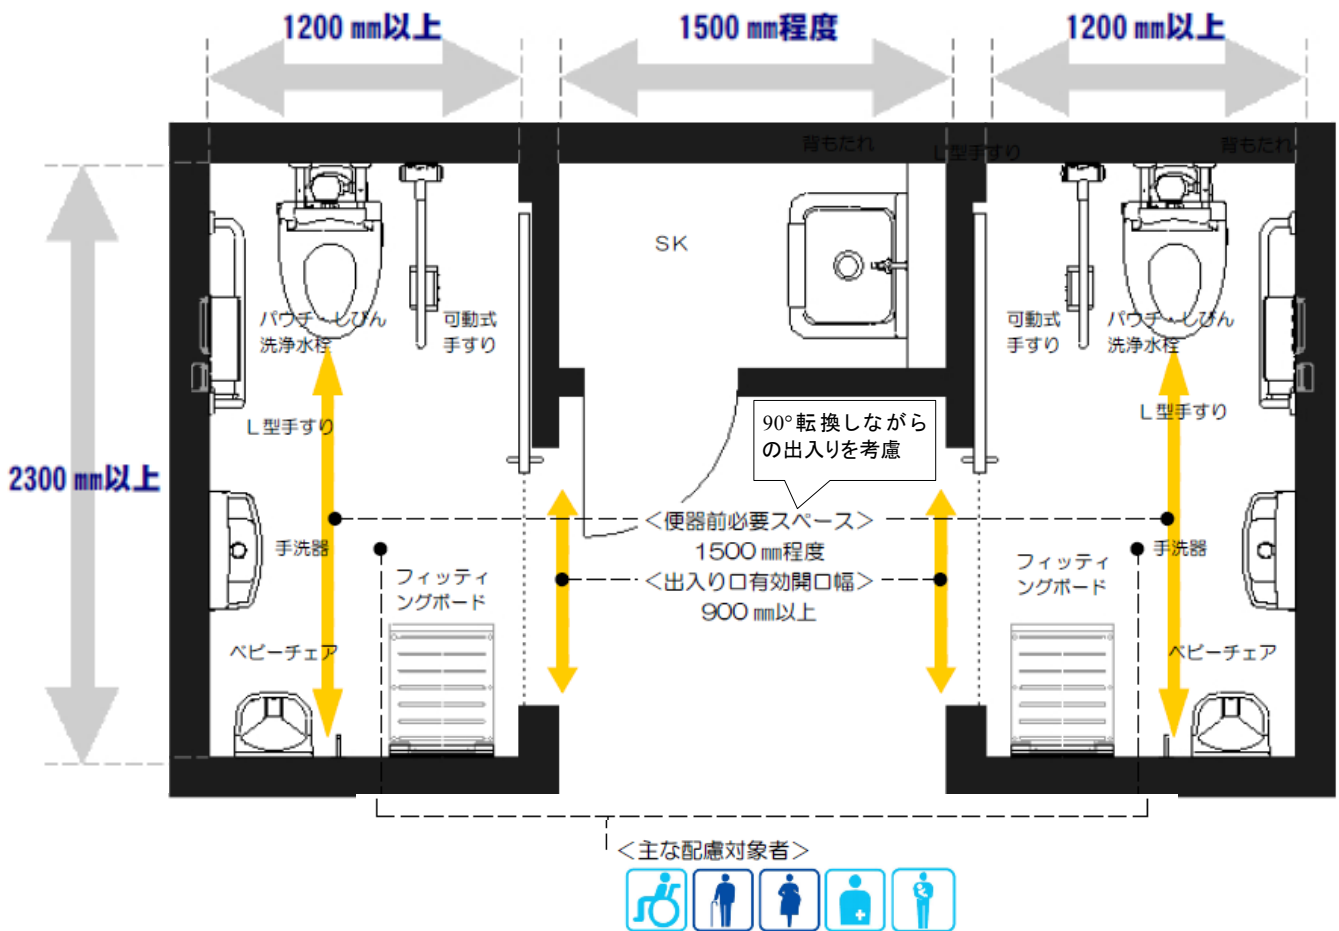 1200 ㎜以上
1500 ㎜程度
1200 ㎜以上
背もたれ
L型手すり
背もたれ
SK
パウチ・しびん
洗浄水栓
可動式
手すり
可動式
手すり
パウチ・しびん
洗浄水栓
L型手すり
L型手すり
90°転換しながら
の出入りを考慮
2300 ㎜以上
<便器前必要スペース>
1500 ㎜程度
<出入り口有効開口幅>
900 ㎜以上
手洗器
手洗器
フィッティ
ングボード
フィッティ
ングボード
ベビーチェア
ベビーチェア
<主な配慮対象者>